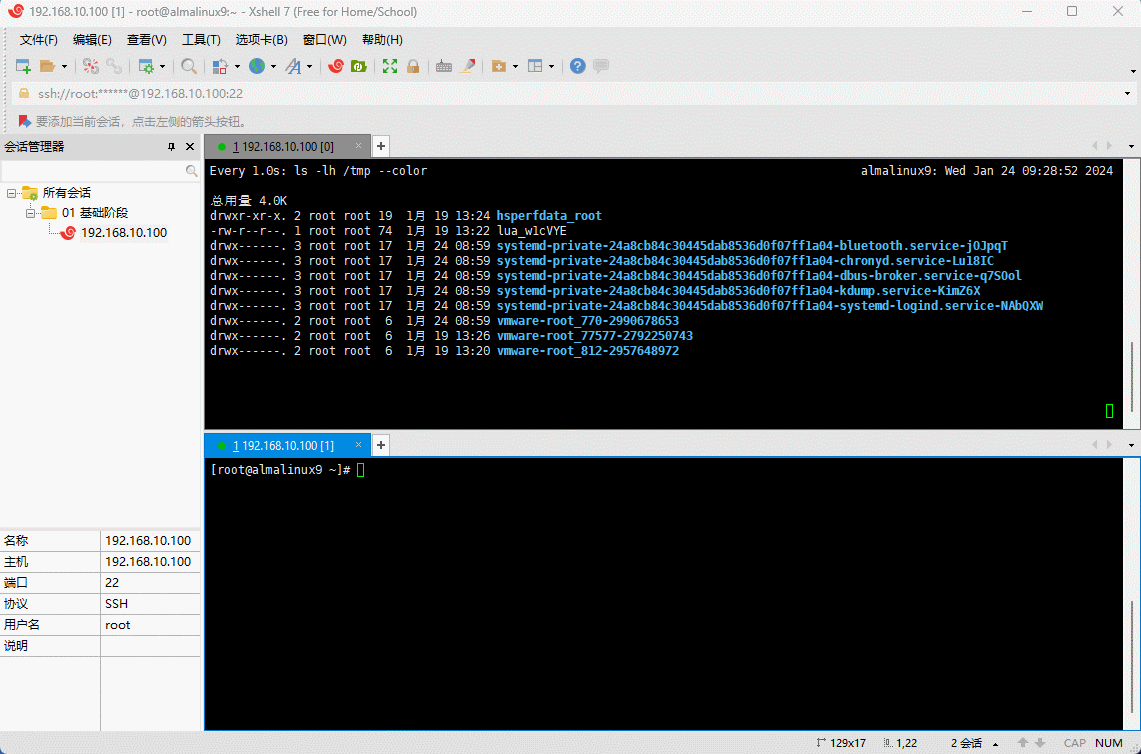 192.168.10.100 [1] - root@almalinux9:~ - Xshell 7 (Free for Home/School)
文件(F) 编辑(E) 查看(V) 工具(T) 选项卡(B) 窗口(W) 帮助(H)
ssh://root:******@192.168.10.100:22
要添加当前会话，点击左侧的箭头按钮。
会话管理器
所有会话
01 基础阶段
192.168.10.100
名称 192.168.10.100
主机 192.168.10.100
端口 22
协议 SSH
用户名 root
说明
1 192.168.10.100 [0]
Every 1.0s: ls -lh /tmp --color almalinux9: Wed Jan 24 09:28:52 2024
总用量 4.0K
drwxr-xr-x. 2 root root 19 1月 19 13:24 hsperfdata_root
-rw-r--r--. 1 root root 74 1月 19 13:22 lua_w1cVYE
drwx------. 3 root root 17 1月 24 08:59 systemd-private-24a8cb84c30445dab8536d0f07ff1a04-bluetooth.service-jOJpqT
drwx------. 3 root root 17 1月 24 08:59 systemd-private-24a8cb84c30445dab8536d0f07ff1a04-chronyd.service-Lu18IC
drwx------. 3 root root 17 1月 24 08:59 systemd-private-24a8cb84c30445dab8536d0f07ff1a04-dbus-broker.service-q7SOol
drwx------. 3 root root 17 1月 24 08:59 systemd-private-24a8cb84c30445dab8536d0f07ff1a04-kdump.service-KimZ6X
drwx------. 3 root root 17 1月 24 08:59 systemd-private-24a8cb84c30445dab8536d0f07ff1a04-systemd-logind.service-NAbQXW
drwx------. 2 root root 6 1月 24 08:59 vmware-root_770-2990678653
drwx------. 2 root root 6 1月 19 13:26 vmware-root_77577-2792250743
drwx------. 2 root root 6 1月 19 13:20 vmware-root_812-2957648972
1 192.168.10.100 [1]
[root@almalinux9 ~]#
129x17 1,22 2 会话 CAP NUM